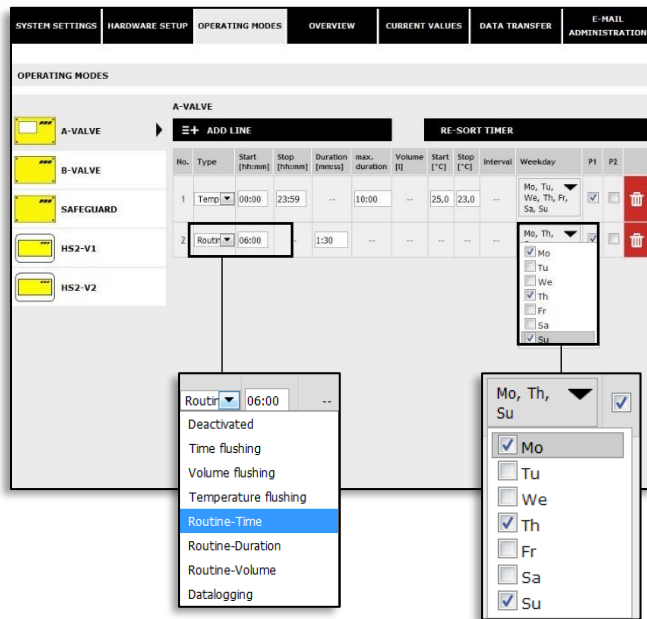 SYSTEM SETTINGS HARDWARE SETUP OPERATING MODES OVERVIEW CURRENT VALUES DATA TRANSFER E-MAIL ADMINISTRATION
OPERATING MODES
A-VALVE
B-VALVE
SAFEGUARD
HS2-V1
HS2-V2
A-VALVE
ADD LINE RE-SORT TIMER
No. Type Start [hh:mm] Stop [hh:mm] Duration [mm:ss] max. duration Volume [l] Start [°C] Stop [°C] Interval Weekday P1 P2
1 Temp 00:00 23:59 -- 10:00 -- 25,0 23,0 -- Mo, Tu, We, Th, Fr, Sa, Su
2 Routir 06:00 - 1:30 -- -- -- -- -- Mo, Th,
Mo
Tu
We
Th
Fr
Sa
Su
Routir 06:00 --
Deactivated
Time flushing
Volume flushing
Temperature flushing
Routine-Time
Routine-Duration
Routine-Volume
Datalogging
Mo, Th,
Su
Mo
Tu
We
Th
Fr
Sa
Su